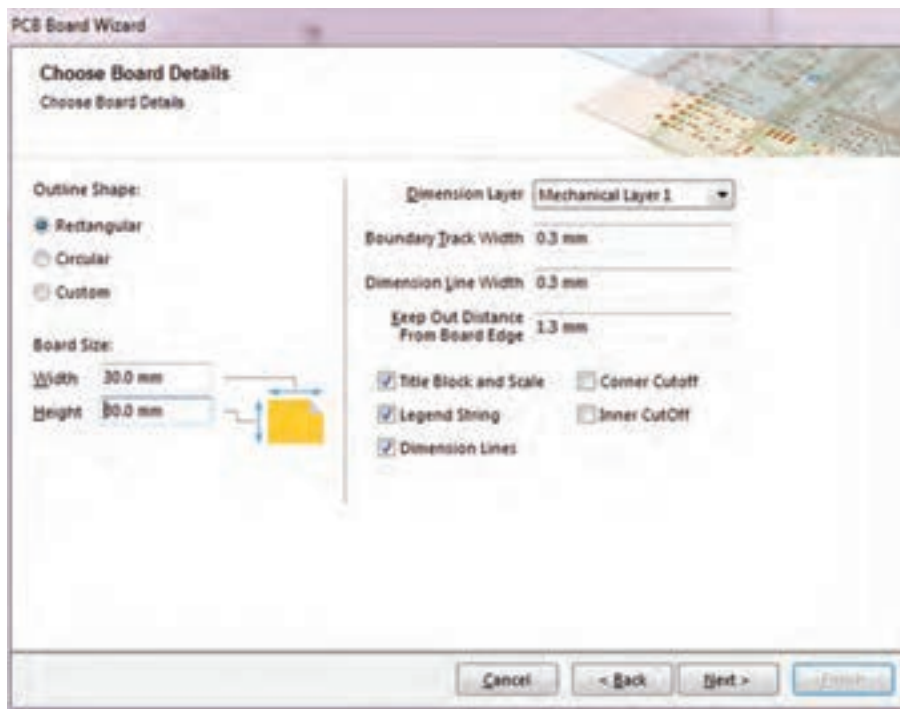 PCB Board Wizard
Choose Board Details
Choose Board Details
Outline Shape:
Rectangular
Circular
Custom
Board Size:
Width 30.0 mm
Height 30.0 mm
Dimension Layer Mechanical Layer 1
Boundary Track Width 0.3 mm
Dimension Line Width 0.3 mm
Keep Out Distance
From Board Edge 1.3 mm
Title Block and Scale Corner Cutoff
Legend String Inner CutOff
Dimension Lines
Cancel < Back Next > Finish